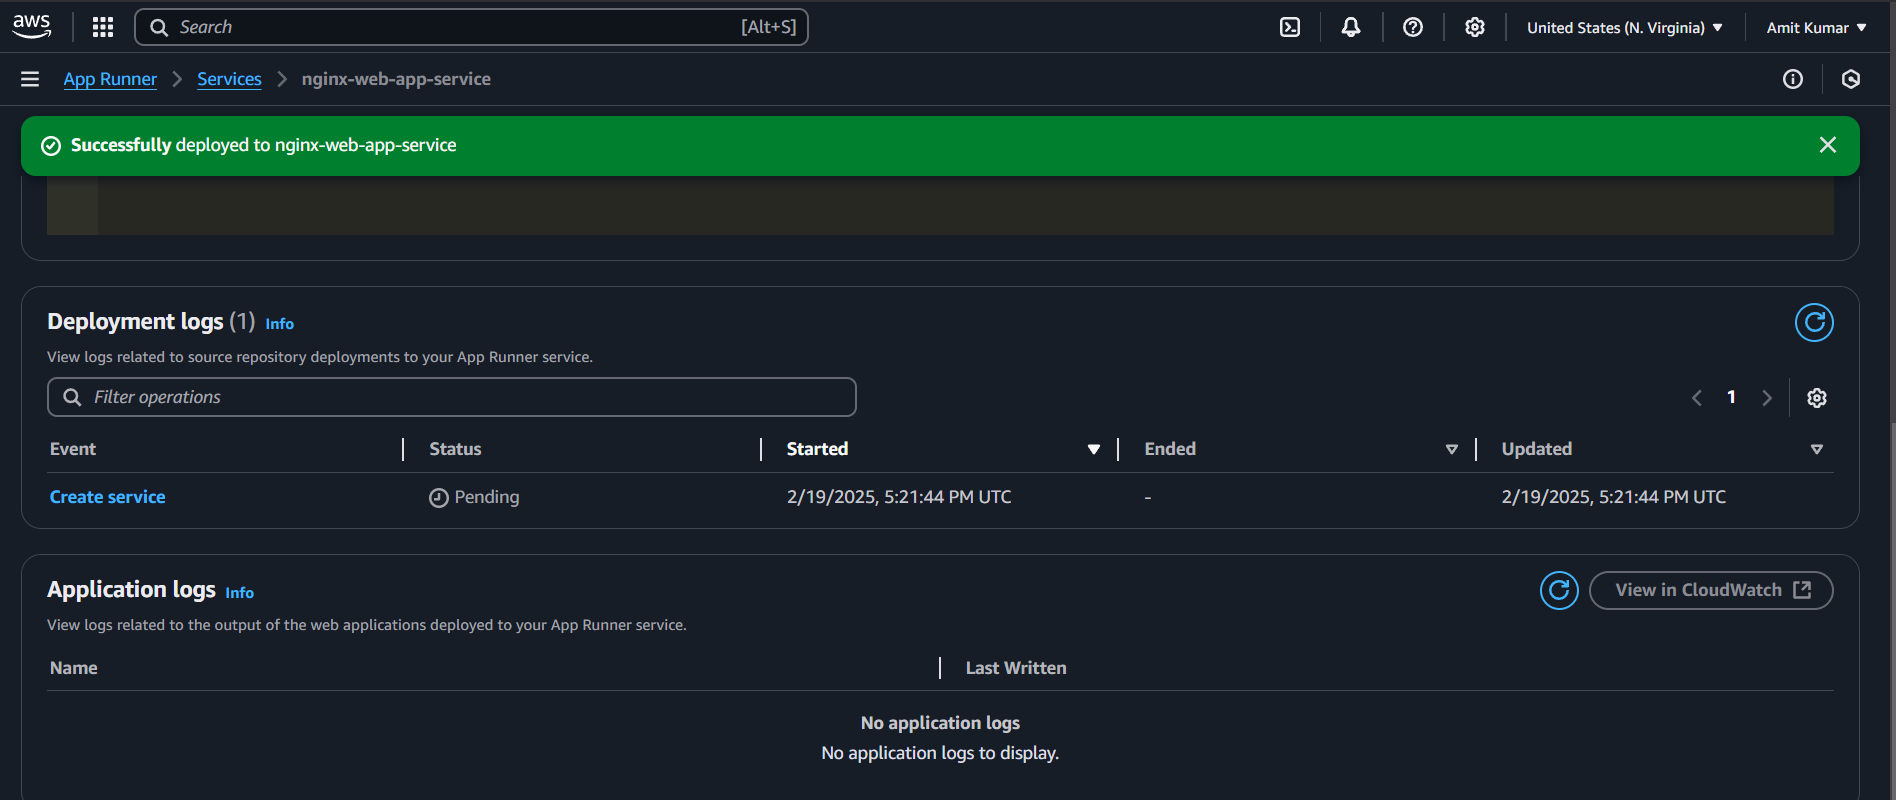 aws Search [Alt+S] United States (N. Virginia) Amit Kumar
App Runner Services nginx-web-app-service
Successfully deployed to nginx-web-app-service
Deployment logs (1) Info
View logs related to source repository deployments to your App Runner service.
Filter operations 1
Event Status Started Ended Updated
Create service Pending 2/19/2025, 5:21:44 PM UTC - 2/19/2025, 5:21:44 PM UTC
Application logs Info View in CloudWatch
View logs related to the output of the web applications deployed to your App Runner service.
Name Last Written
No application logs
No application logs to display.